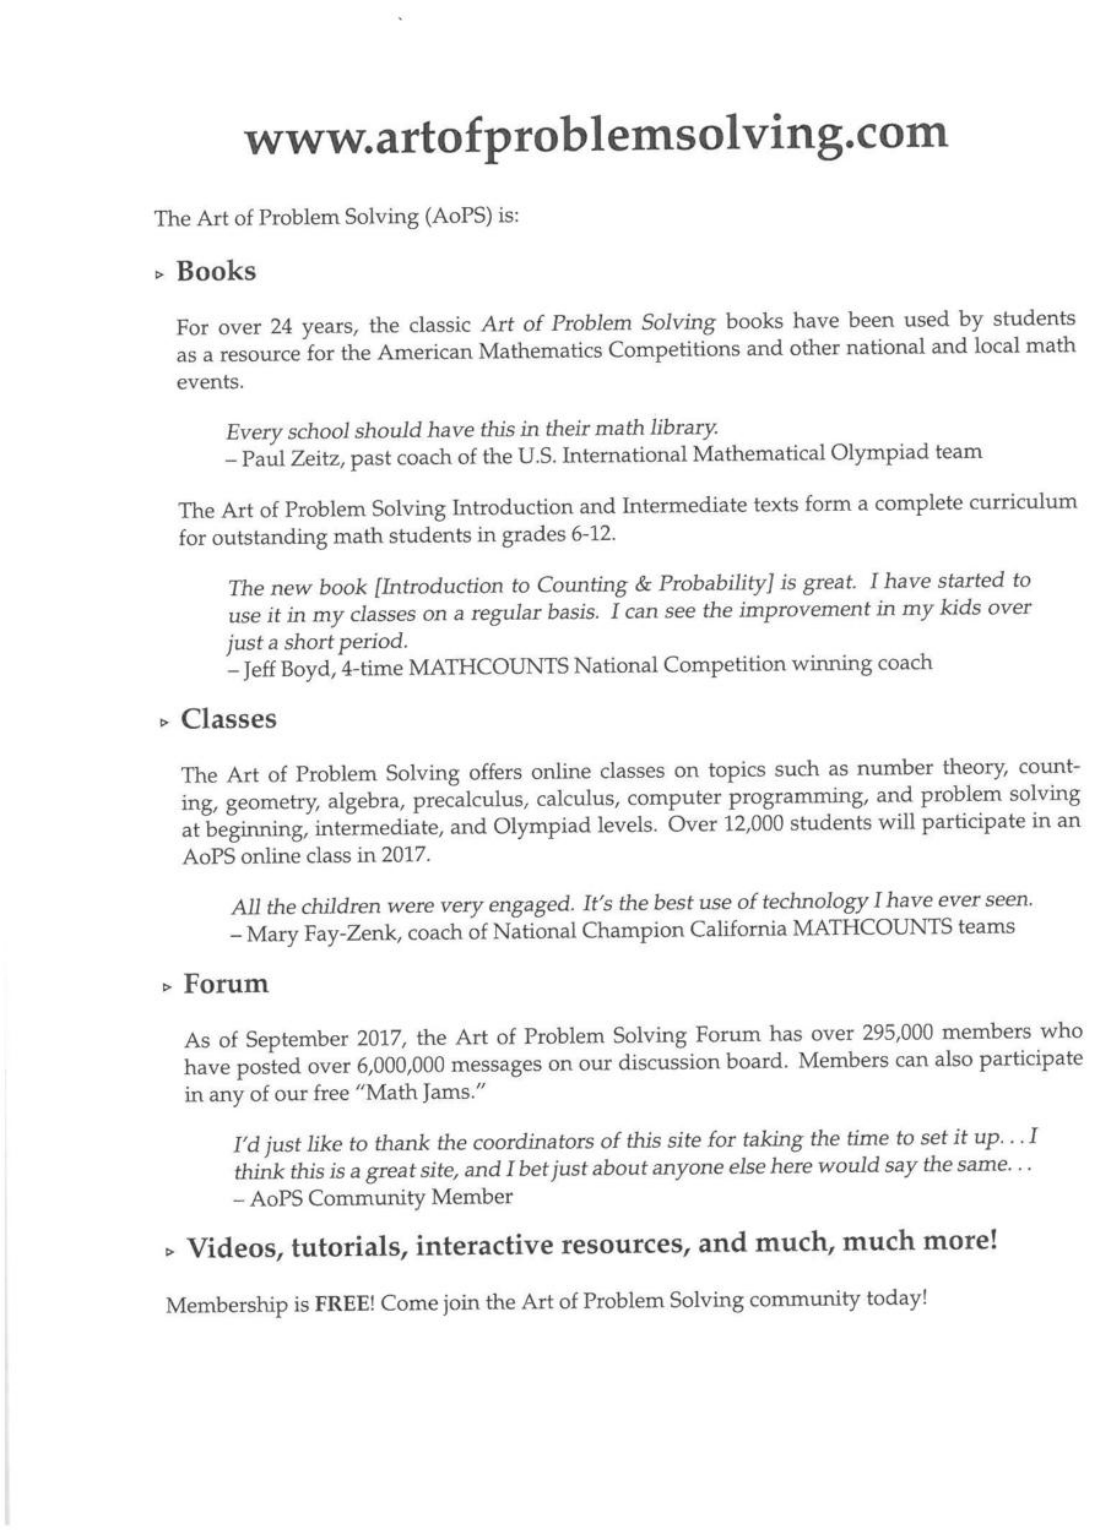 www.artofproblemsolving.com
The Art of Problem Solving (AoPS) is:
▹ Books
For over 24 years, the classic Art of Problem Solving books have been used by students
as a resource for the American Mathematics Competitions and other national and local math
events.
Every school should have this in their math library.
– Paul Zeitz, past coach of the U.S. International Mathematical Olympiad team
The Art of Problem Solving Introduction and Intermediate texts form a complete curriculum
for outstanding math students in grades 6-12.
The new book [Introduction to Counting & Probability] is great. I have started to
use it in my classes on a regular basis. I can see the improvement in my kids over
just a short period.
– Jeff Boyd, 4-time MATHCOUNTS National Competition winning coach
▹ Classes
The Art of Problem Solving offers online classes on topics such as number theory, count-
ing, geometry, algebra, precalculus, calculus, computer programming, and problem solving
at beginning, intermediate, and Olympiad levels. Over 12,000 students will participate in an
AoPS online class in 2017.
All the children were very engaged. It's the best use of technology I have ever seen.
– Mary Fay-Zenk, coach of National Champion California MATHCOUNTS teams
▹ Forum
As of September 2017, the Art of Problem Solving Forum has over 295,000 members who
have posted over 6,000,000 messages on our discussion board. Members can also participate
in any of our free “Math Jams.”
I'd just like to thank the coordinators of this site for taking the time to set it up. . . I
think this is a great site, and I bet just about anyone else here would say the same. . .
– AoPS Community Member
▹ Videos, tutorials, interactive resources, and much, much more!
Membership is FREE! Come join the Art of Problem Solving community today!